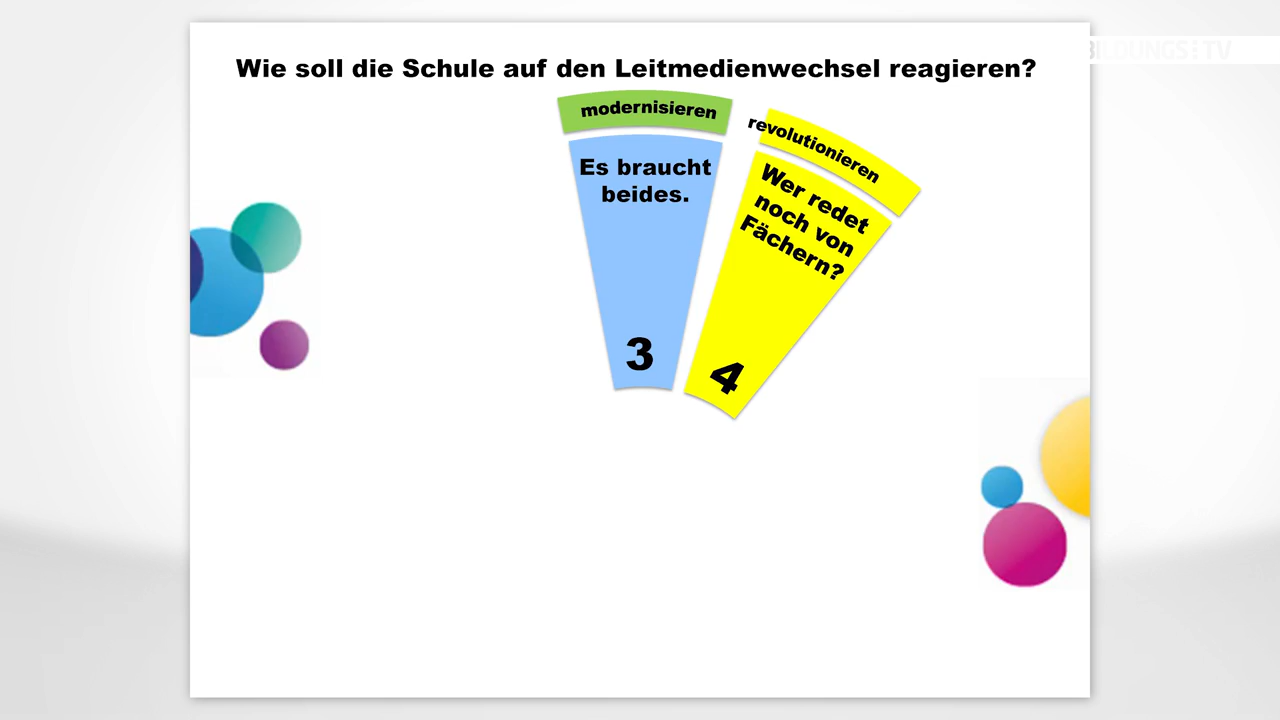 BILDUNGS:TV
Wie soll die Schule auf den Leitmedienwechsel reagieren?
modernisieren
Es braucht
beides.
3
revolutionieren
Wer redet
noch von
Fächern?
4